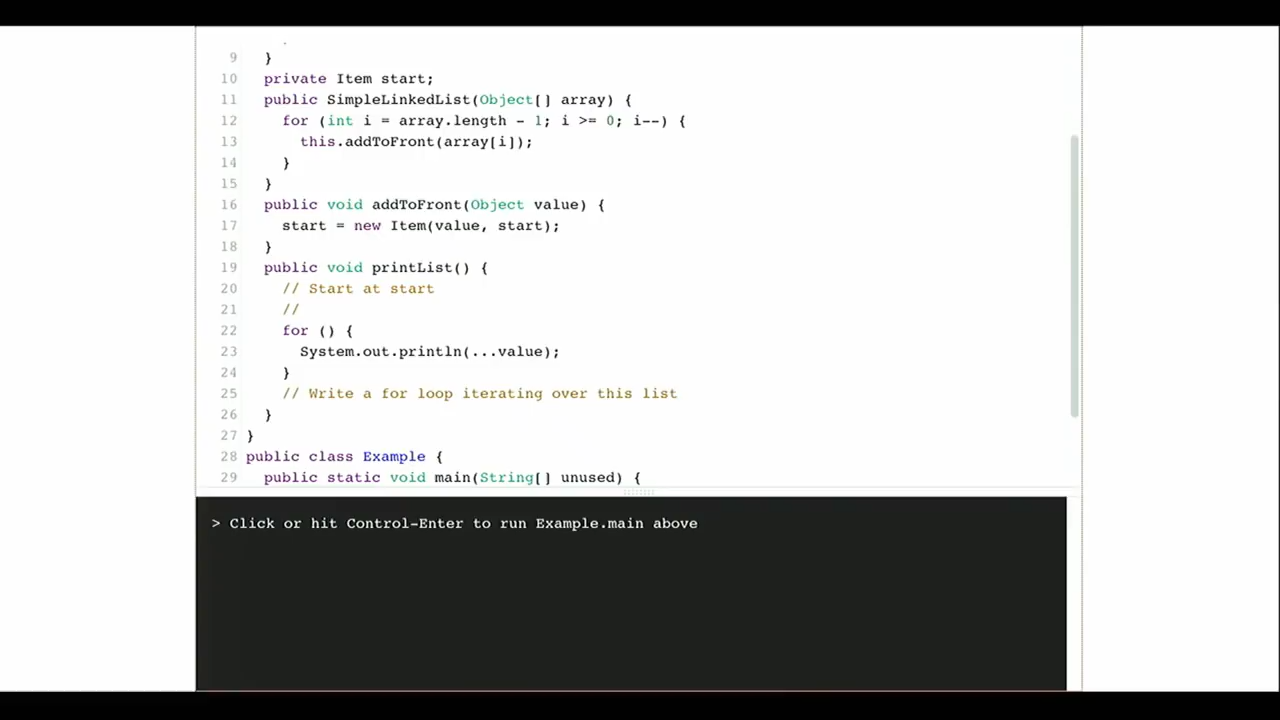 9 }
10 private Item start;
11 public SimpleLinkedList(Object[] array) {
12 for (int i = array.length - 1; i >= 0; i--) {
13 this.addToFront(array[i]);
14 }
15 }
16 public void addToFront(Object value) {
17 start = new Item(value, start);
18 }
19 public void printList() {
20 // Start at start
21 //
22 for () {
23 System.out.println(...value);
24 }
25 // Write a for loop iterating over this list
26 }
27 }
28 public class Example {
29 public static void main(String[] unused) {
> Click or hit Control-Enter to run Example.main above